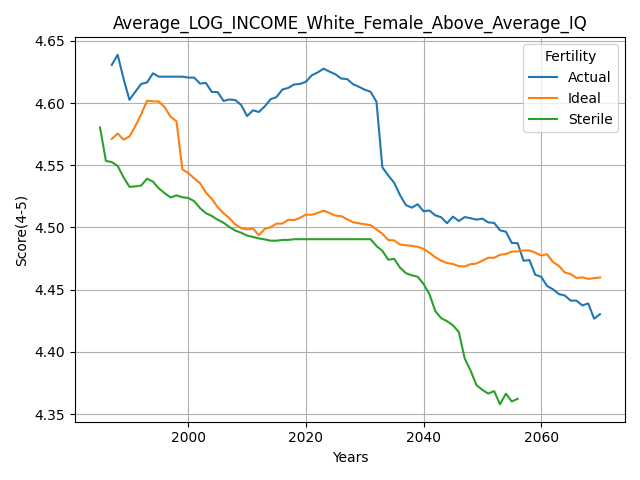 Average_LOG_INCOME_White_Female_Above_Average_IQ
Fertility
Actual
Ideal
Sterile
Score(4-5)
4.65
4.60
4.55
4.50
4.45
4.40
4.35
2000
2020
2040
2060
Years